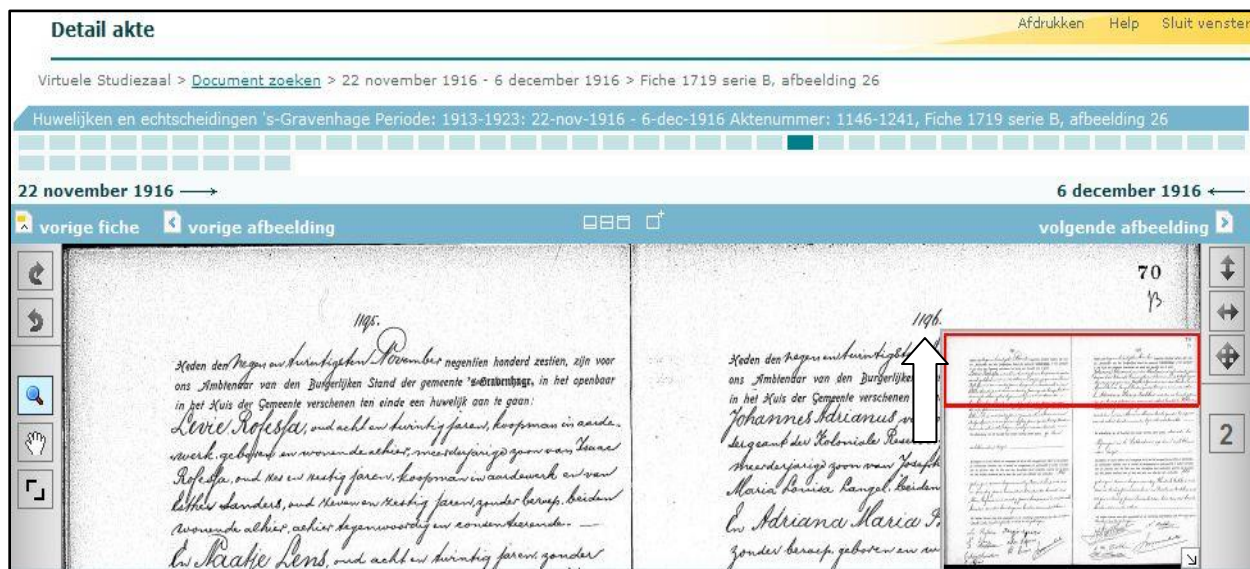 Detail akte
Afdrukken Help Sluit venster
Virtuele Studiezaal > Document zoeken > 22 november 1916 - 6 december 1916 > Fiche 1719 serie B, afbeelding 26
Huwelijken en echtscheidingen 's-Gravenhage Periode: 1913-1923: 22-nov-1916 - 6-dec-1916 Aktenummer: 1146-1241, Fiche 1719 serie B, afbeelding 26
22 november 1916
6 december 1916
vorige fiche vorige afbeelding
volgende afbeelding
1195.
Heden den negen en twintigsten November negentien honderd zestien, zijn voor
ons Ambtenaar van den Burgerlijken Stand der gemeente 's-Gravenhage, in het openbaar
in het Huis der Gemeente verschenen ten einde een huwelijk aan te gaan:
Levie Rofessa, oud acht en twintig jaren, koopman in aarde-
werk, geboren en wonende alhier, meerderjarige zoon van Isaac
Rofessa, oud zes en zestig jaren, koopman in aardewerk en van
Esther Sanders, oud zeven en zestig jaren, zonder beroep, beiden
wonende alhier, alhier tegenwoordig en consenteerende.
En Naatje Lens, oud acht en twintig jaren, zonder
70
1196.
Heden den negen en twintigst
ons Ambtenaar van den Burgerlijken
in het Huis der Gemeente verschenen
Johannes Adrianus
sergeant der Koloniale Reser
meerderjarige zoon van Joseph
Maria Louisa Langel, beiden
En Adriana Maria
zonder beroep, geboren en
2